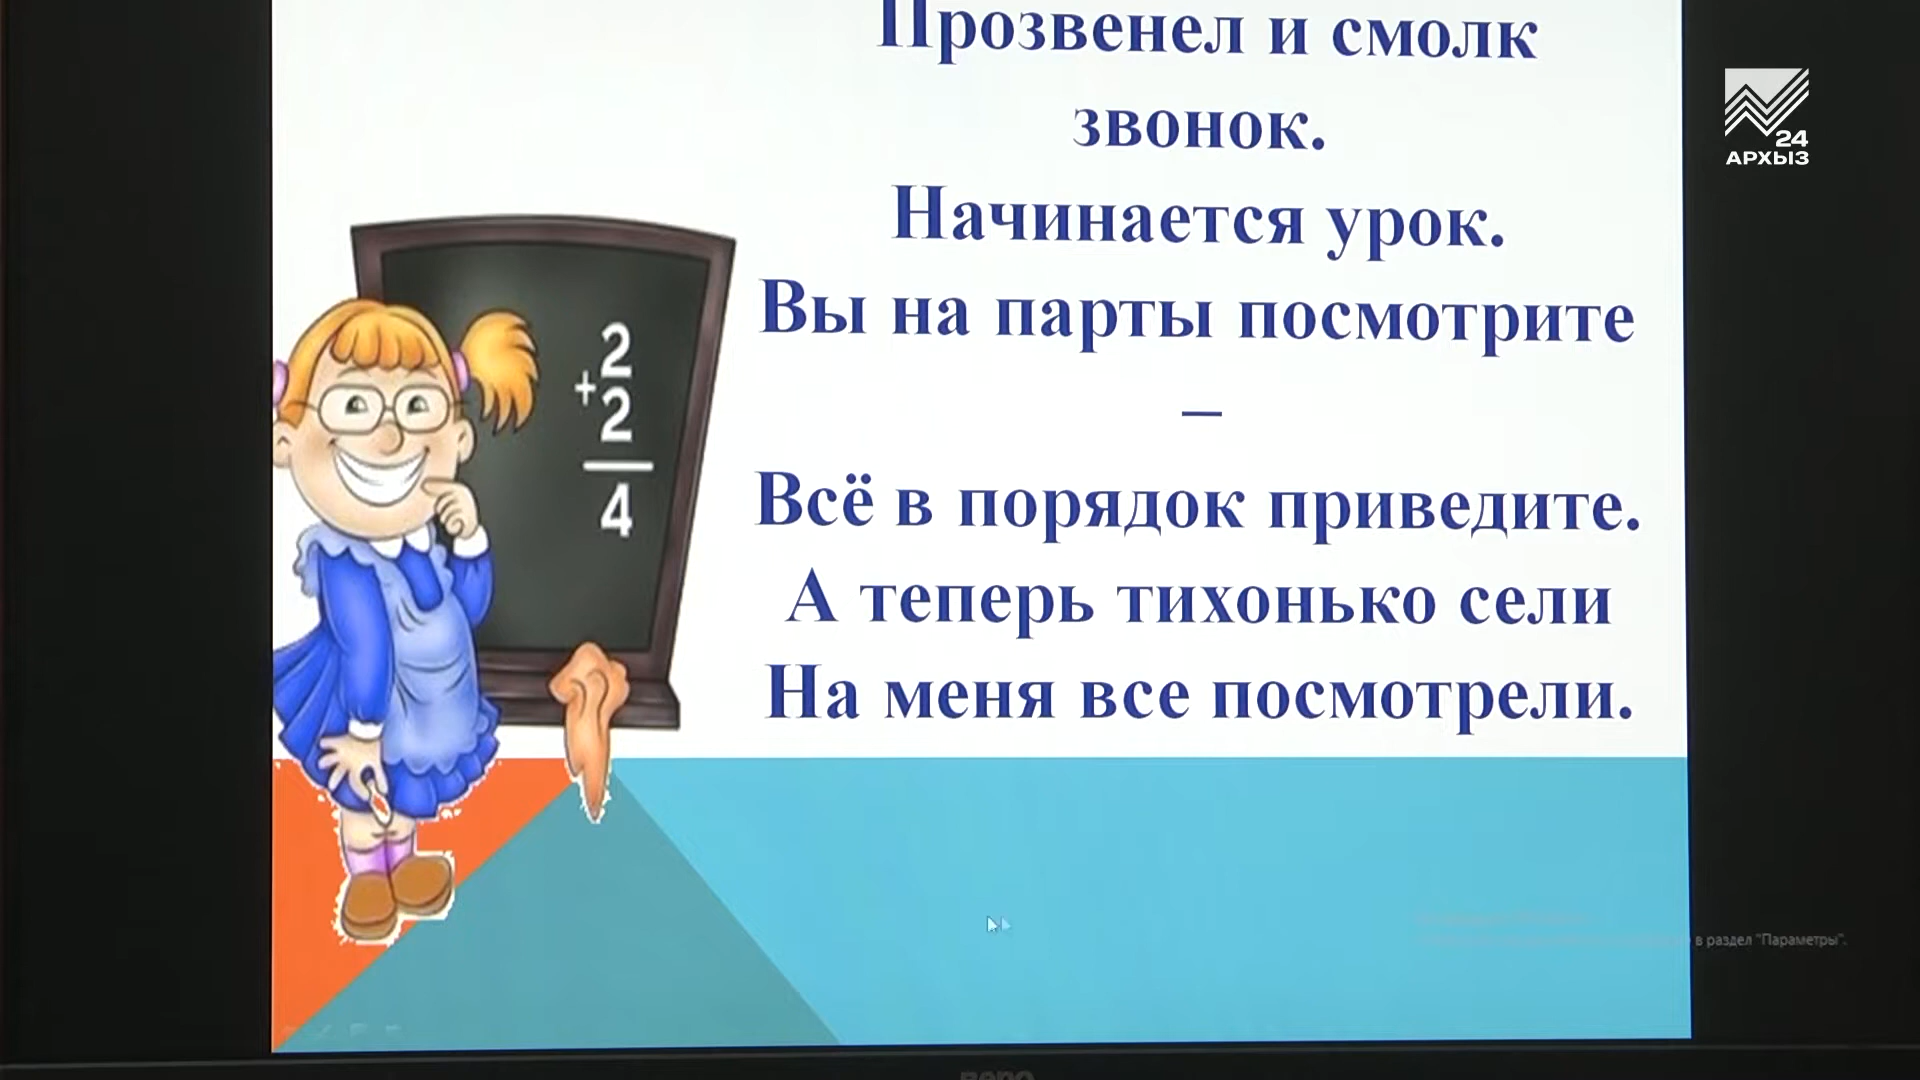 Прозвенел и смолк
звонок.
Начинается урок.
Вы на парты посмотрите
–
Всё в порядок приведите.
А теперь тихонько сели
На меня все посмотрели.
2
+
2
4
24
АРХЫЗ
в раздел "Параметры".